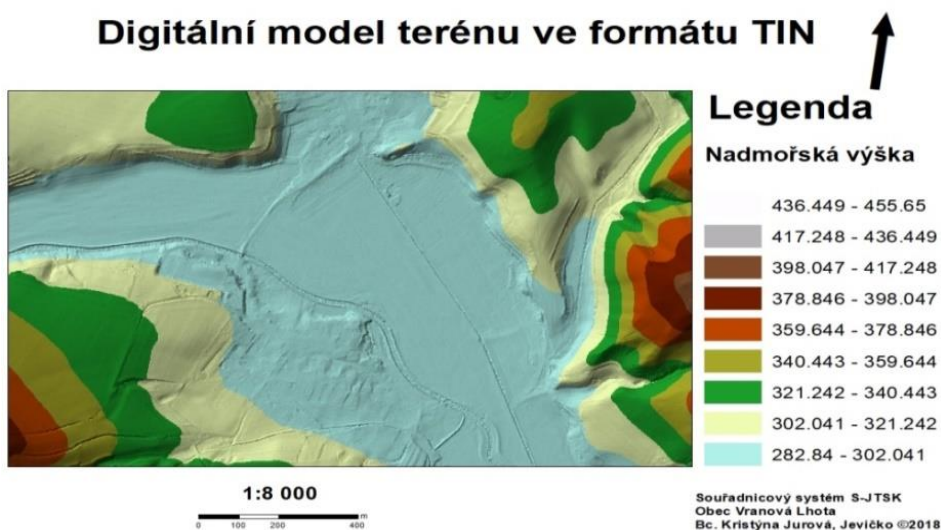 Digitální model terénu ve formátu TIN
Legenda
Nadmořská výška
436.449 - 455.65
417.248 - 436.449
398.047 - 417.248
378.846 - 398.047
359.644 - 378.846
340.443 - 359.644
321.242 - 340.443
302.041 - 321.242
282.84 - 302.041
1:8 000
m
0 100 200 400
Souřadnicový systém S-JTSK
Obec Vranová Lhota
Bc. Kristýna Jurová, Jevíčko ©2018